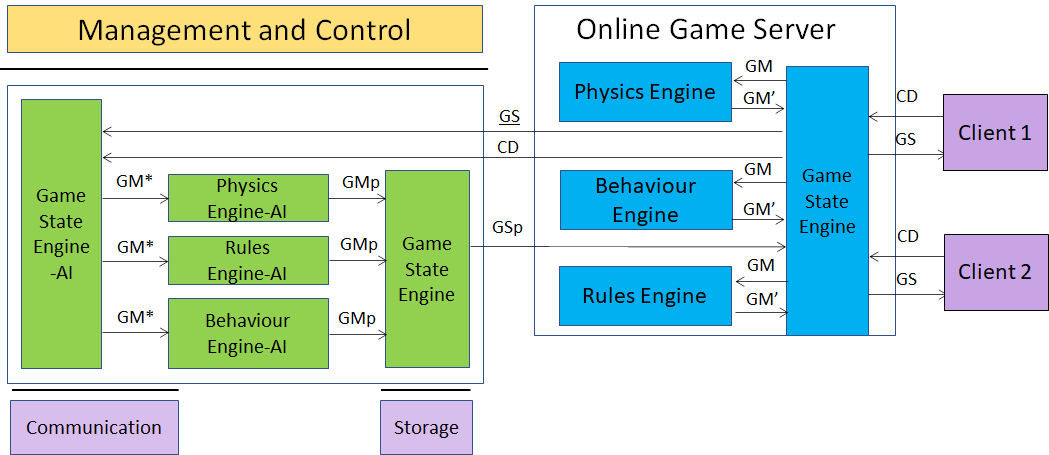 Management and Control
Online Game Server
Physics Engine
GM
GM’
Game
State
Engine
CD
GS
Client 1
GS
CD
Game
State
Engine
-AI
GM*
Physics
Engine-AI
GMp
Game
State
Engine
GM*
Rules
Engine-AI
GMp
GM*
Behaviour
Engine-AI
GMp
GSp
Behaviour
Engine
GM
GM’
Rules Engine
GM
GM’
CD
GS
Client 2
Communication
Storage